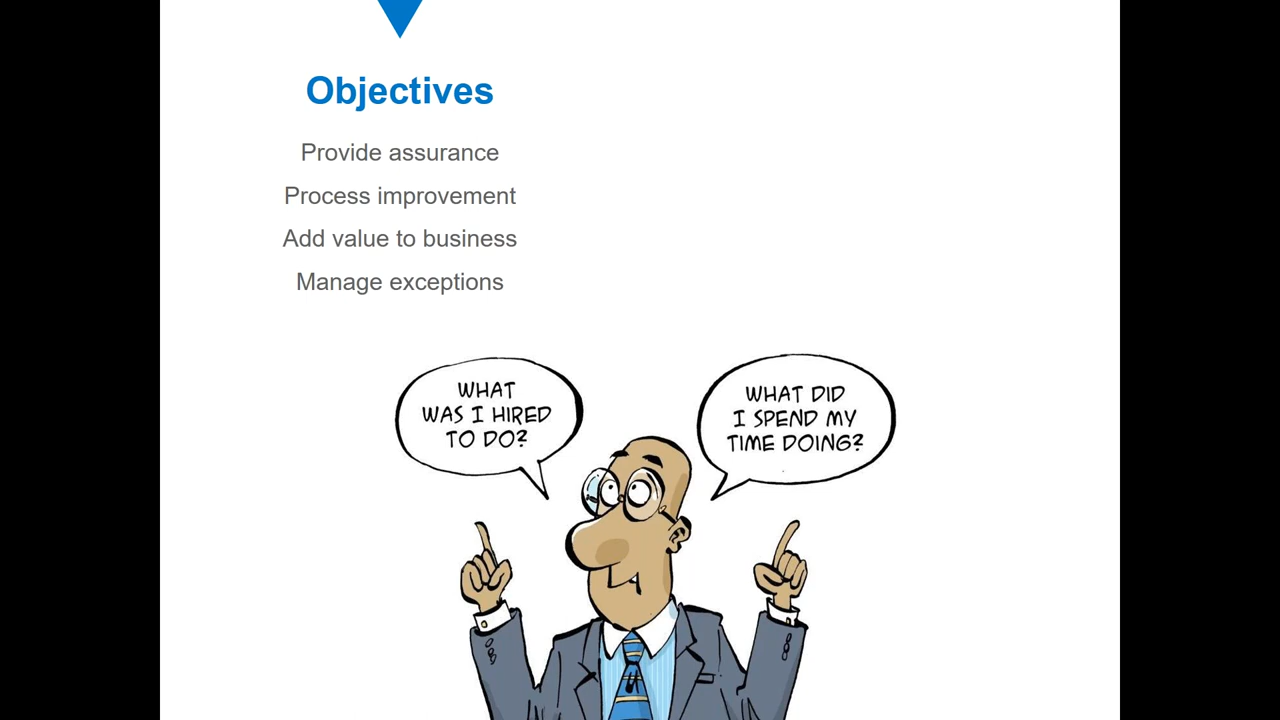 Objectives
Provide assurance
Process improvement
Add value to business
Manage exceptions
WHAT
WAS I HIRED
TO DO?
WHAT DID
I SPEND MY
TIME DOING?